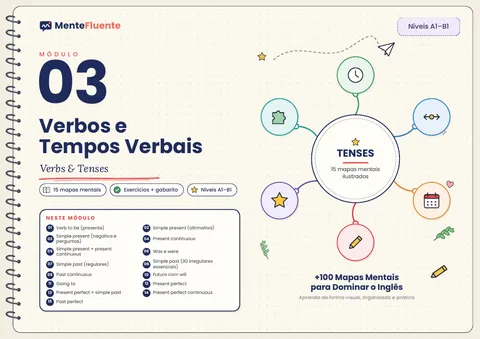 MenteFluente
Níveis A1–B1
MÓDULO
03
Verbos e
Tempos Verbais
Verbs & Tenses
15 mapas mentais
Exercícios + gabarito
Níveis A1–B1
NESTE MÓDULO
01 Verb to be (presente)
02 Simple present (afirmativa)
03 Simple present (negativa e
perguntas)
04 Present continuous
05 Simple present + present
continuous
06 Was e were
07 Simple past (regulares)
08 Simple past (30 irregulares
essenciais)
09 Past continuous
10 Futuro com will
11 Going to
12 Present perfect
13 Present perfect + simple past
14 Present perfect continuous
15 Past perfect
TENSES
15 mapas mentais
ilustrados
+100 Mapas Mentais
para Dominar o Inglês
Aprenda de forma visual, organizada e prática